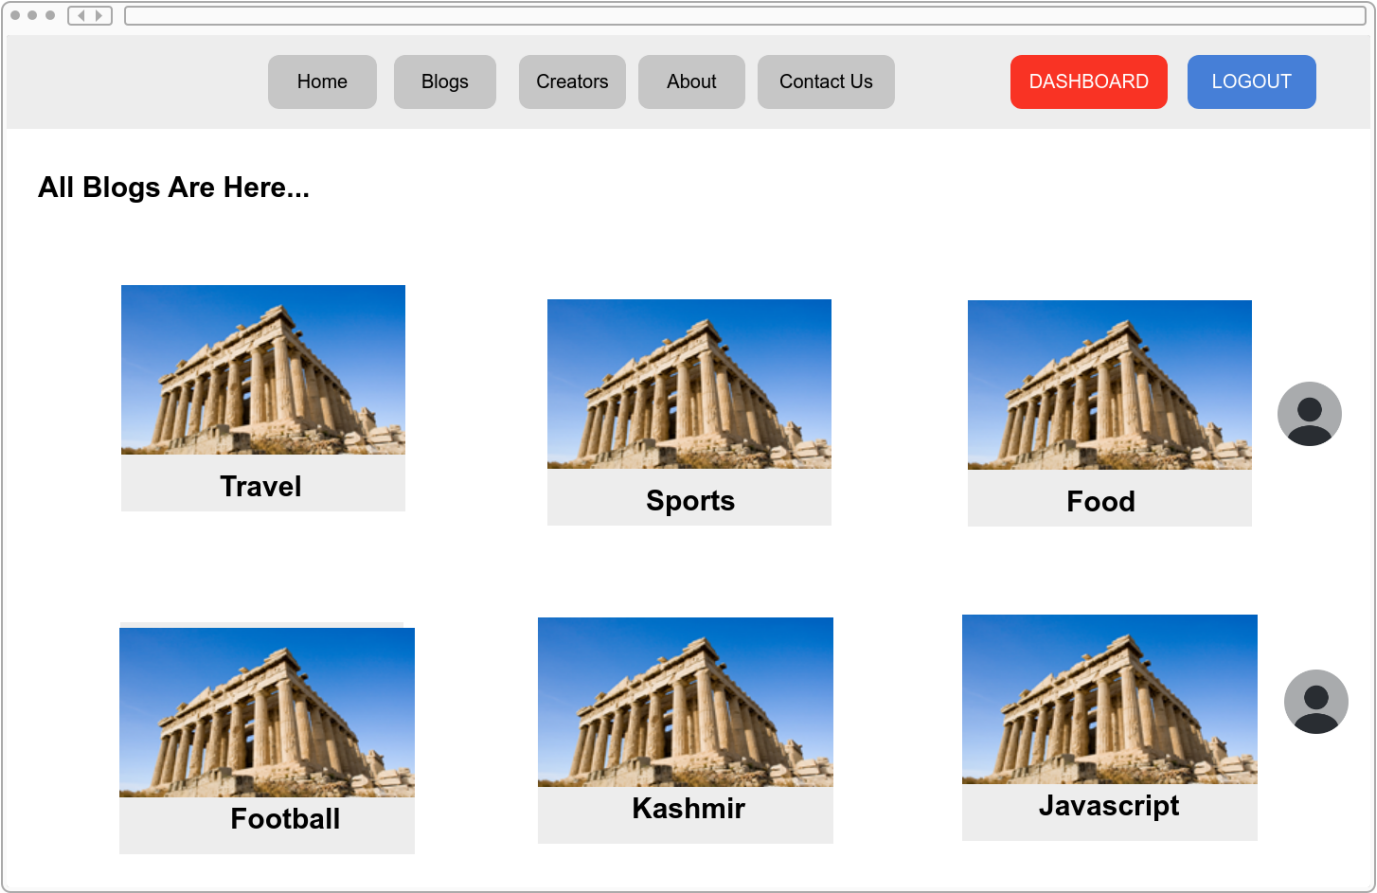 Home Blogs Creators About Contact Us DASHBOARD LOGOUT
All Blogs Are Here...
Travel Sports Food
Football Kashmir Javascript